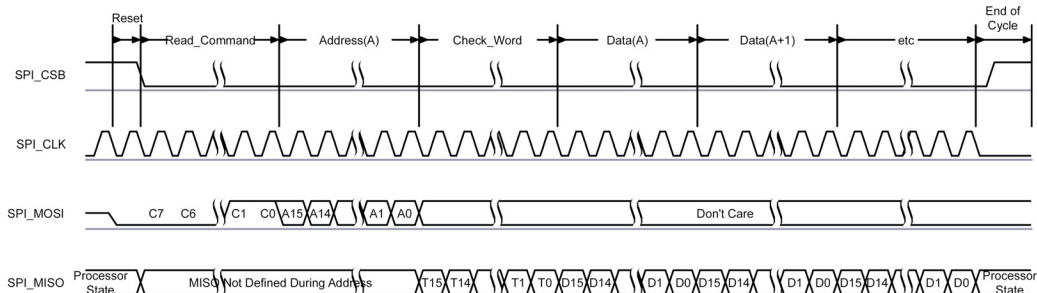 Reset
End of
Cycle
Read_Command Address(A) Check_Word Data(A) Data(A+1) etc
SPI_CSB
SPI_CLK
SPI_MOSI C7 C6 C1 C0 A15 A14 A1 A0 Don't Care
SPI_MISO Processor
State MISO Not Defined During Address T15 T14 T1 T0 D15 D14 D1 D0 D15 D14 D1 D0 D15 D14 D1 D0 Processor
State